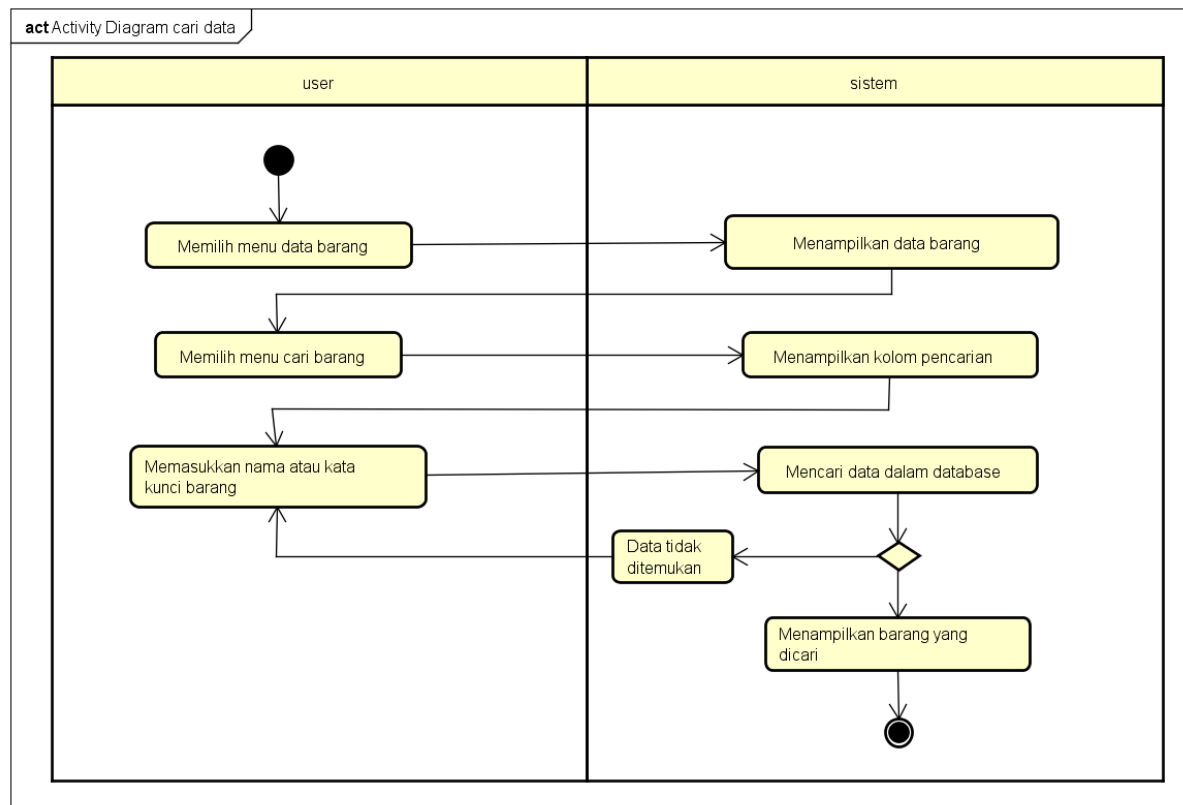 act Activity Diagram cari data
user
sistem
Memilih menu data barang
Menampilkan data barang
Memilih menu cari barang
Menampilkan kolom pencarian
Memasukkan nama atau kata
kunci barang
Mencari data dalam database
Data tidak
ditemukan
Menampilkan barang yang
dicari